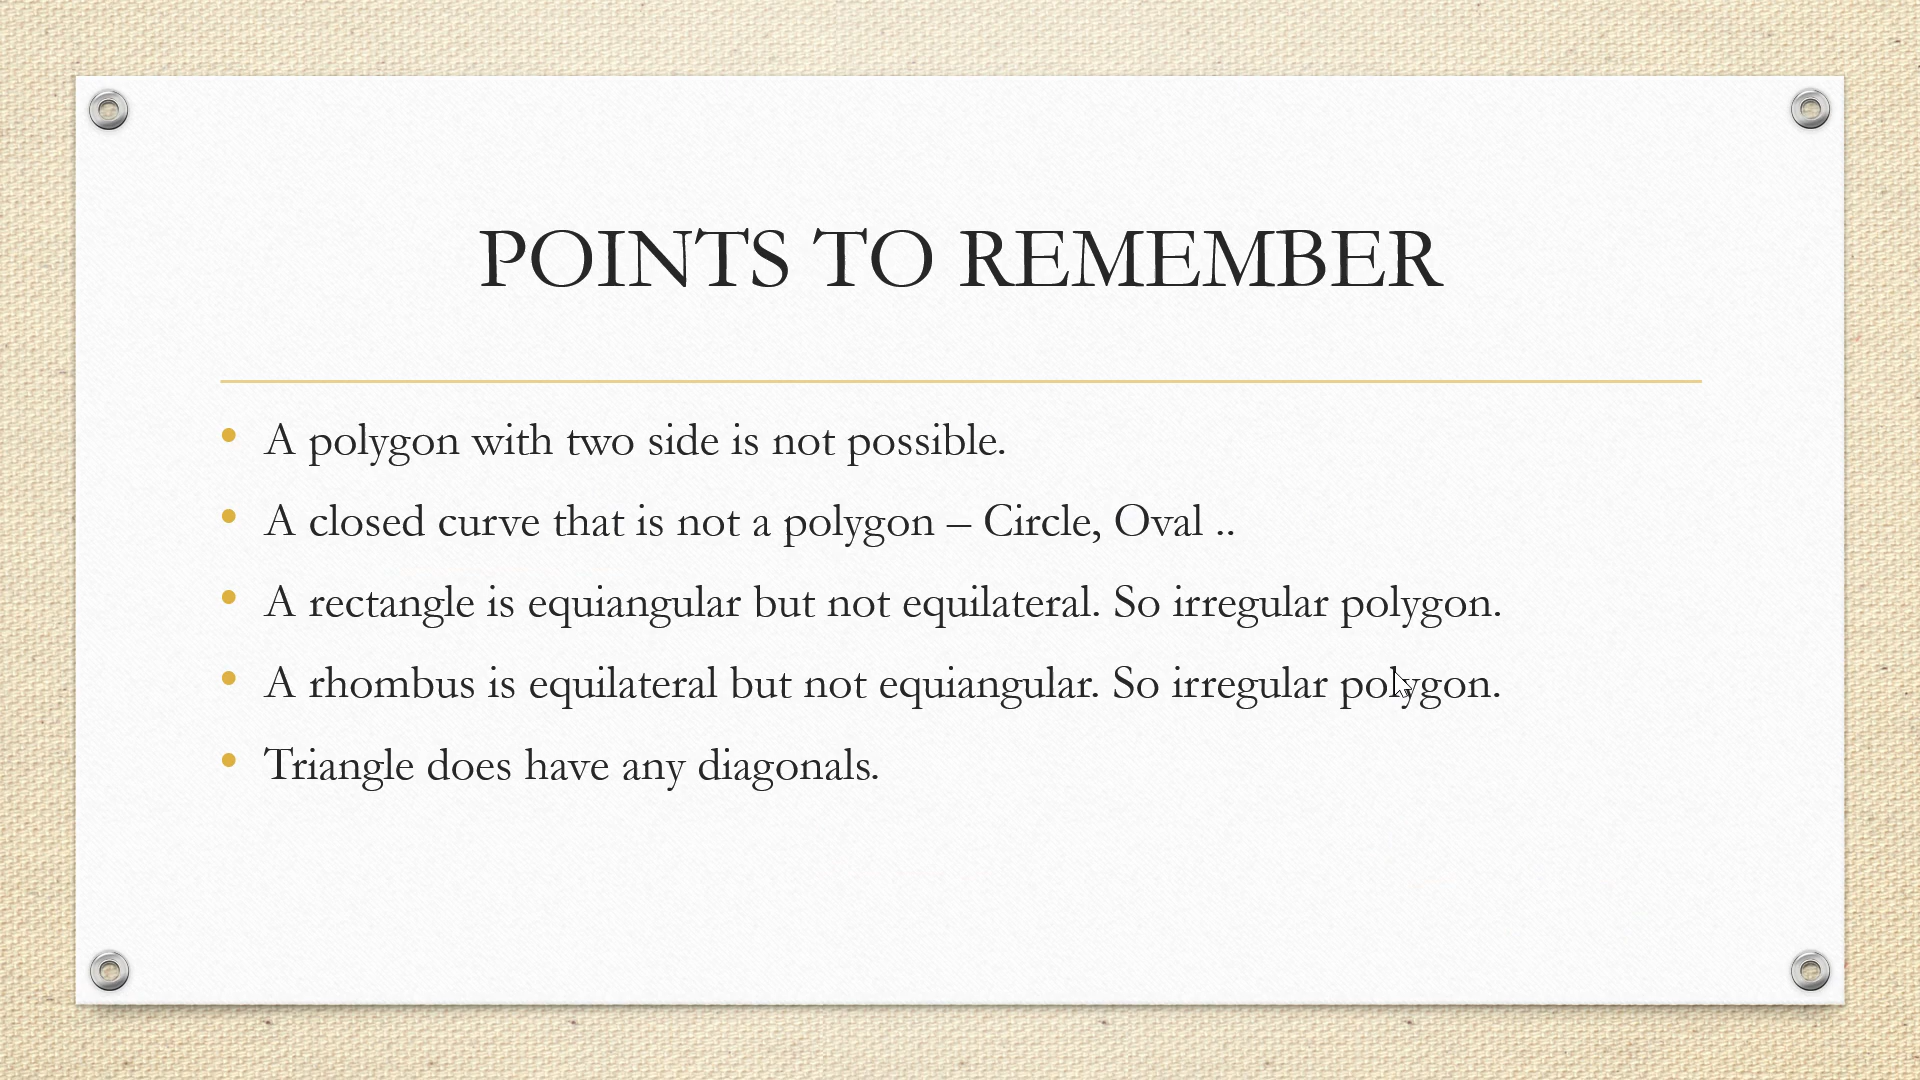 POINTS TO REMEMBER
• A polygon with two side is not possible.
• A closed curve that is not a polygon – Circle, Oval ..
• A rectangle is equiangular but not equilateral. So irregular polygon.
• A rhombus is equilateral but not equiangular. So irregular polygon.
• Triangle does have any diagonals.